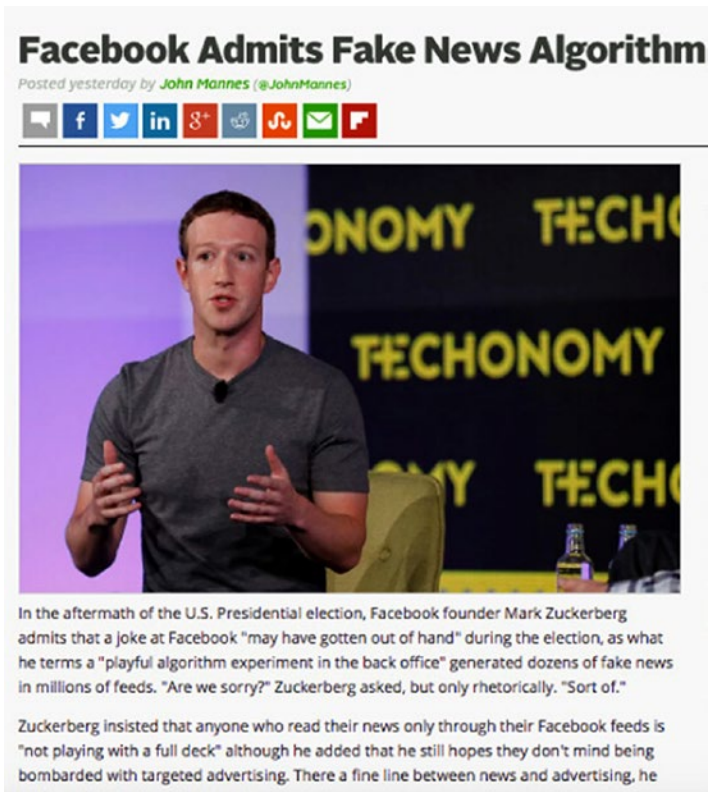 Facebook Admits Fake News Algorithm
Posted yesterday by John Mannes (@JohnMannes)
f in 8+
ONOMY TECHO
TECHONOMY
OMY TECHO
In the aftermath of the U.S. Presidential election, Facebook founder Mark Zuckerberg
admits that a joke at Facebook "may have gotten out of hand" during the election, as what
he terms a "playful algorithm experiment in the back office" generated dozens of fake news
in millions of feeds. "Are we sorry?" Zuckerberg asked, but only rhetorically. "Sort of."
Zuckerberg insisted that anyone who read their news only through their Facebook feeds is
"not playing with a full deck" although he added that he still hopes they don't mind being
bombarded with targeted advertising. There a fine line between news and advertising, he